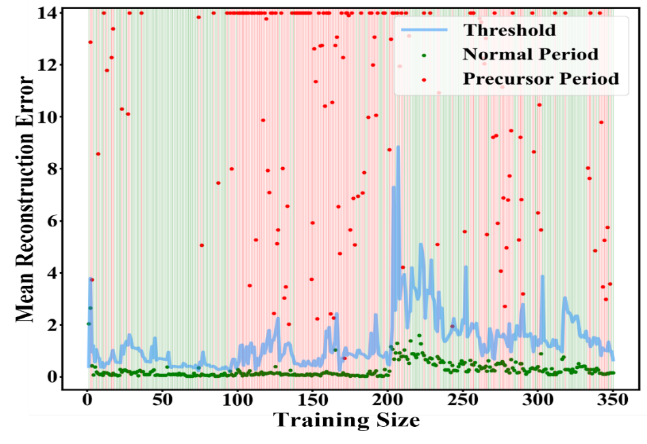 14
12
10
8
6
4
2
0
Mean Reconstruction Error
Threshold
Normal Period
Precursor Period
0 50 100 150 200 250 300 350
Training Size